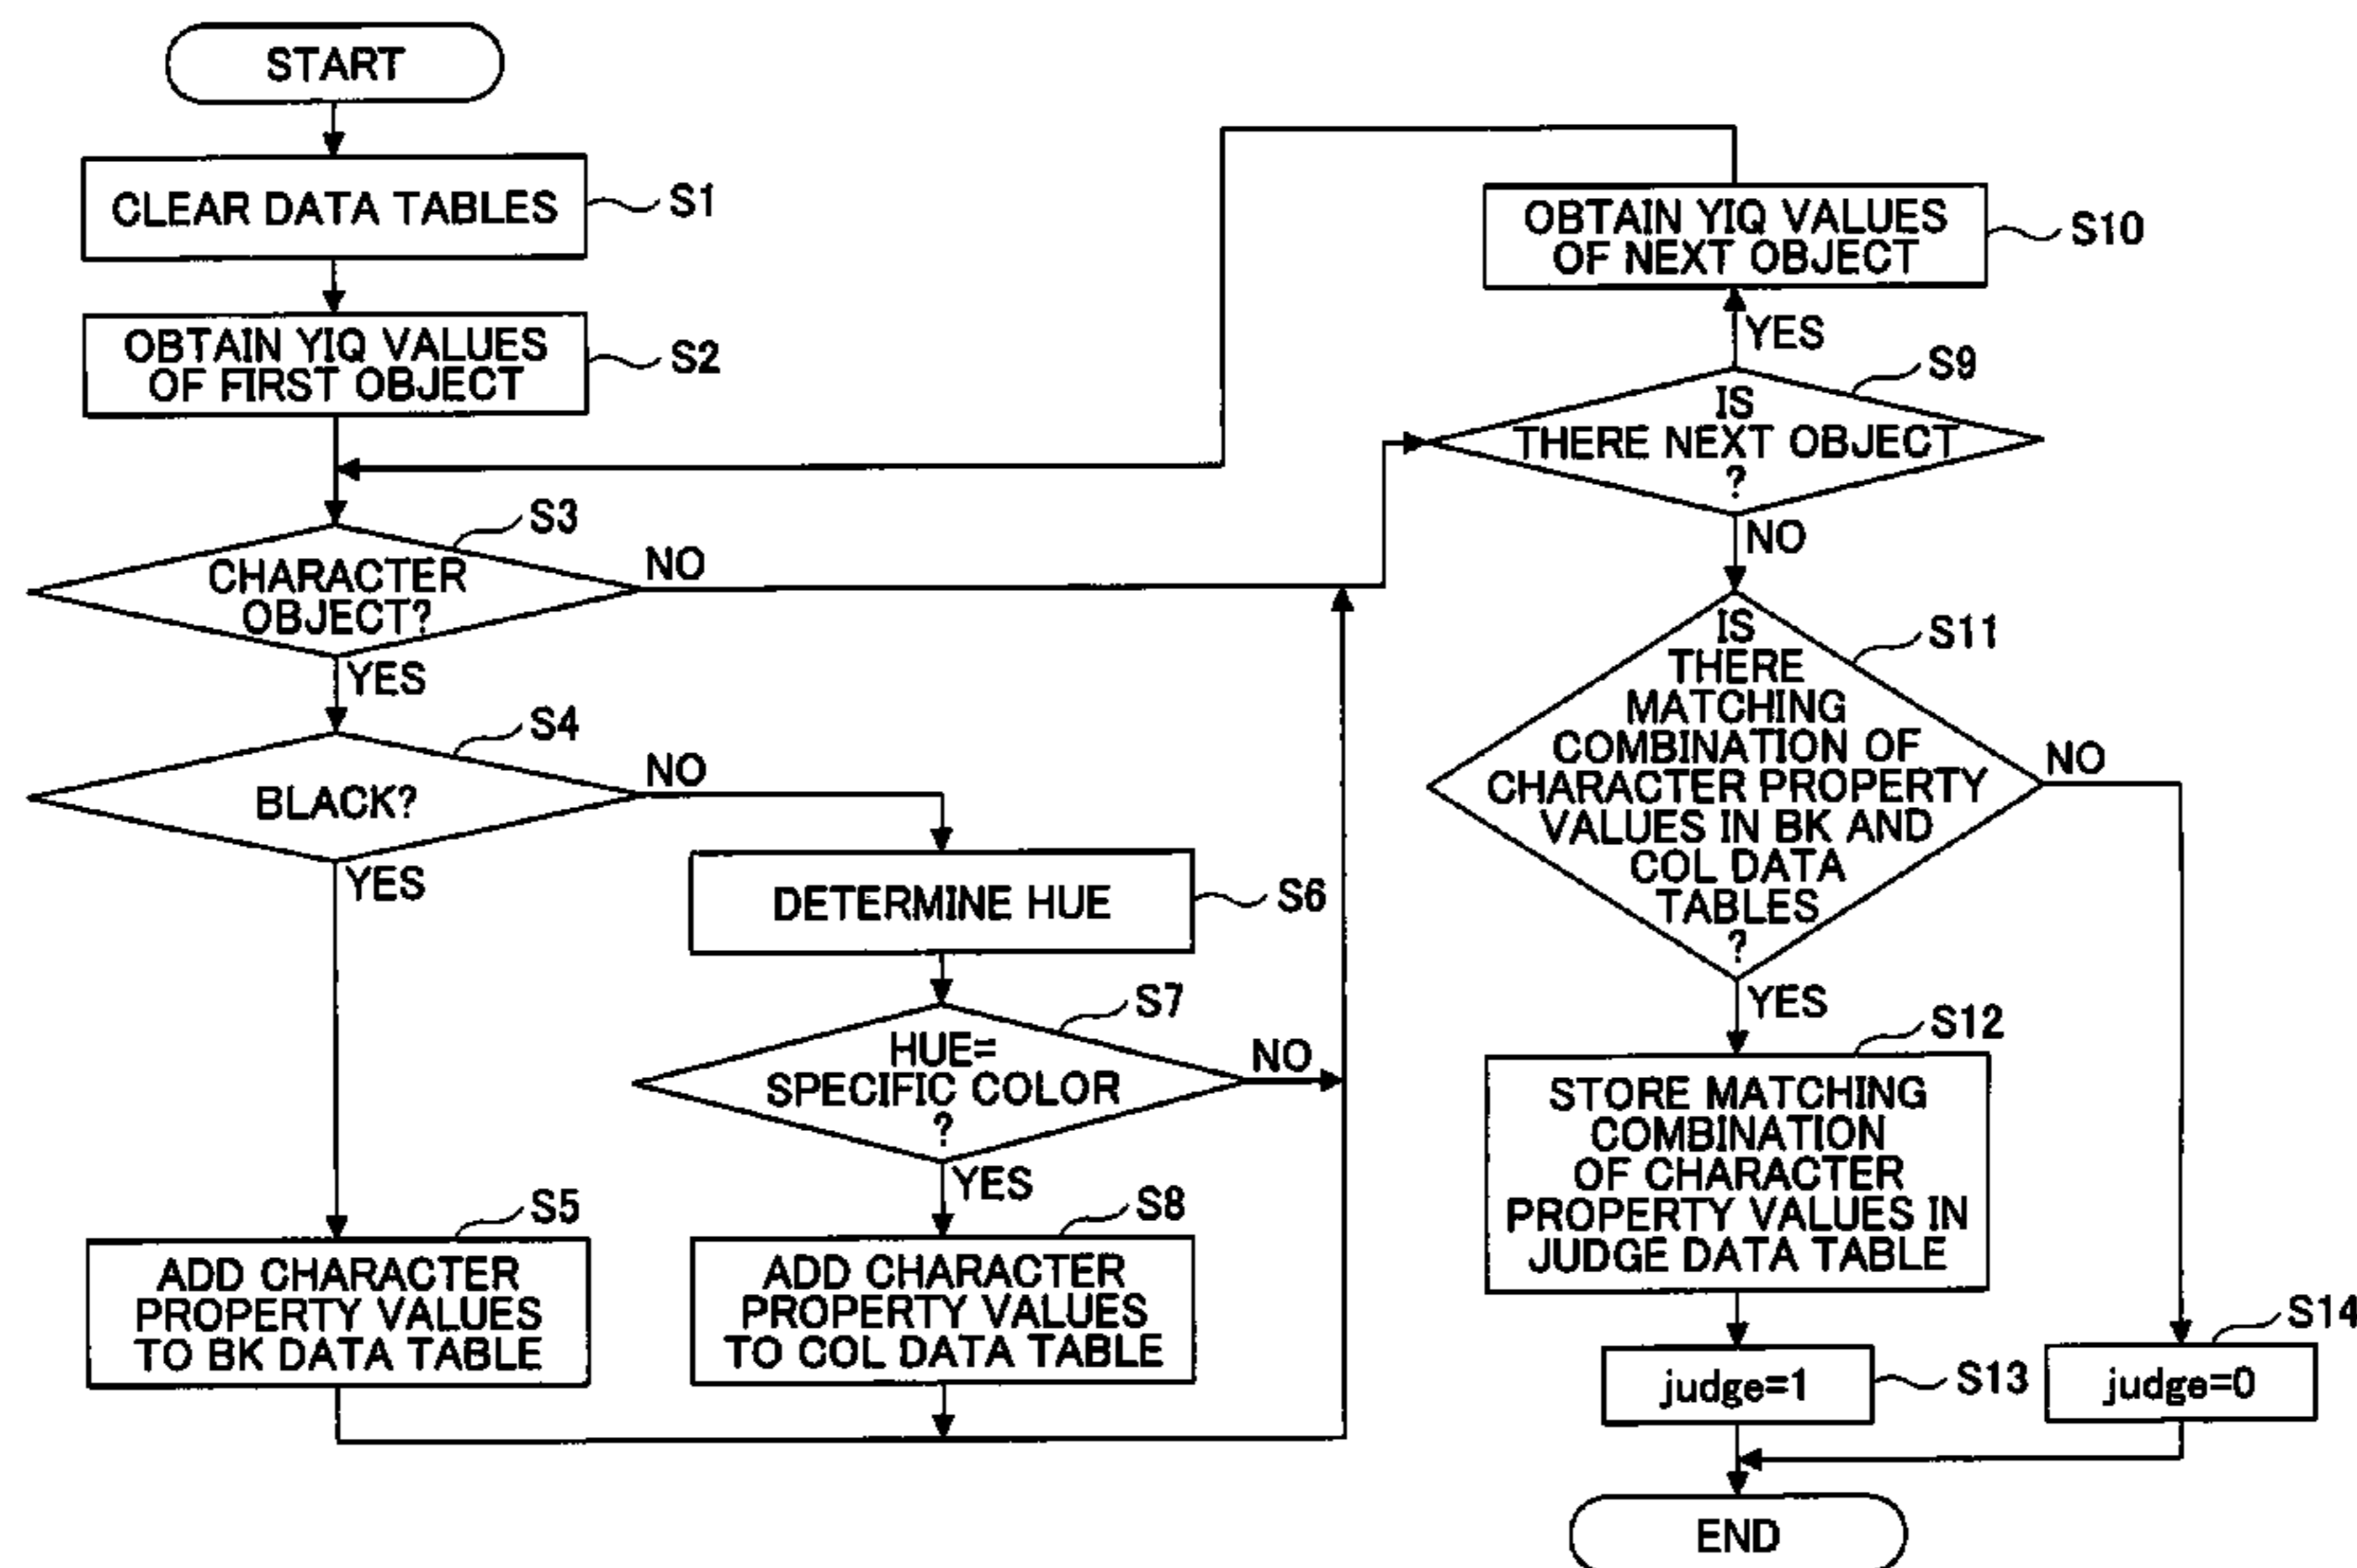 START
CLEAR DATA TABLES
S1
OBTAIN YIQ VALUES
OF FIRST OBJECT
S2
S3
CHARACTER
OBJECT?
NO
YES
S4
BLACK?
NO
YES
DETERMINE HUE
S6
S7
HUE=
SPECIFIC COLOR
?
NO
YES
S5
ADD CHARACTER
PROPERTY VALUES
TO BK DATA TABLE
S8
ADD CHARACTER
PROPERTY VALUES
TO COL DATA TABLE
OBTAIN YIQ VALUES
OF NEXT OBJECT
S10
YES
S9
IS
THERE NEXT OBJECT
?
NO
S11
IS
THERE
MATCHING
COMBINATION OF
CHARACTER PROPERTY
VALUES IN BK AND
COL DATA
TABLES
?
NO
YES
S12
STORE MATCHING
COMBINATION
OF CHARACTER
PROPERTY VALUES IN
JUDGE DATA TABLE
judge=1
S13
S14
judge=0
END